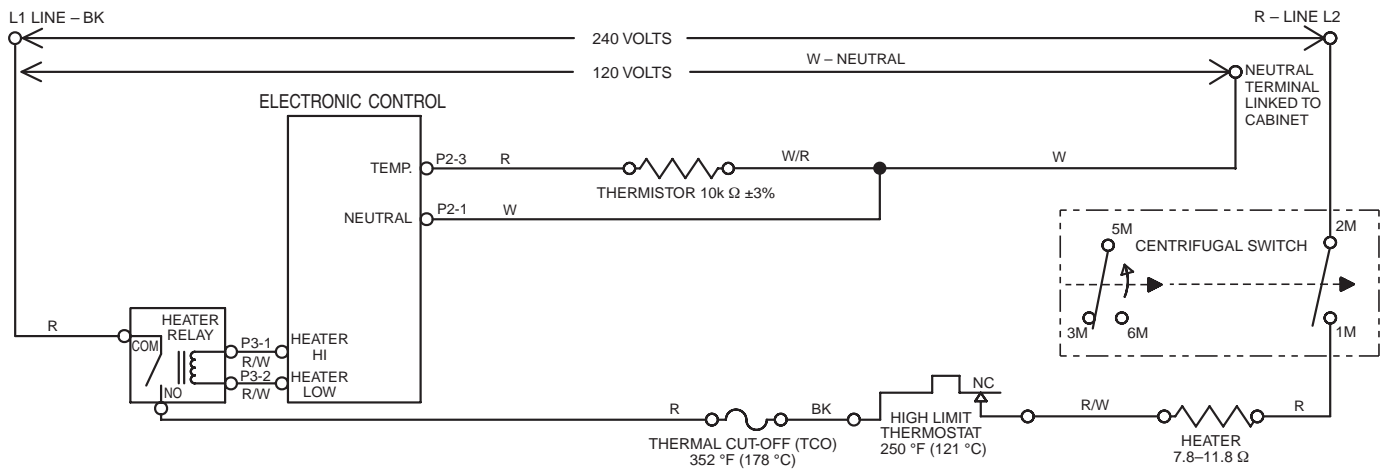 L1 LINE – BK
R – LINE L2
240 VOLTS
120 VOLTS
W – NEUTRAL
NEUTRAL
TERMINAL
LINKED TO
CABINET
ELECTRONIC CONTROL
TEMP.
P2-3
R
W/R
W
THERMISTOR 10k Ω ±3%
NEUTRAL
P2-1
W
5M
CENTRIFUGAL SWITCH
2M
3M
6M
1M
R
HEATER
RELAY
COM
NO
P3-1
R/W
P3-2
R/W
HEATER
HI
HEATER
LOW
R
BK
NC
R/W
R
THERMAL CUT-OFF (TCO)
352 °F (178 °C)
HIGH LIMIT
THERMOSTAT
250 °F (121 °C)
HEATER
7.8–11.8 Ω